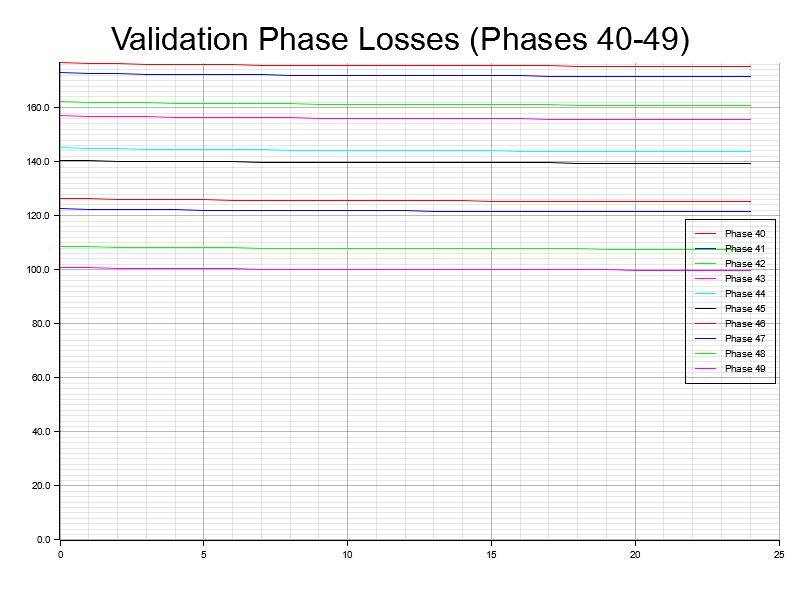 Validation Phase Losses (Phases 40-49)
160.0
140.0
120.0
100.0
80.0
60.0
40.0
20.0
0.0
0
5
10
15
20
25
Phase 40
Phase 41
Phase 42
Phase 43
Phase 44
Phase 45
Phase 46
Phase 47
Phase 48
Phase 49